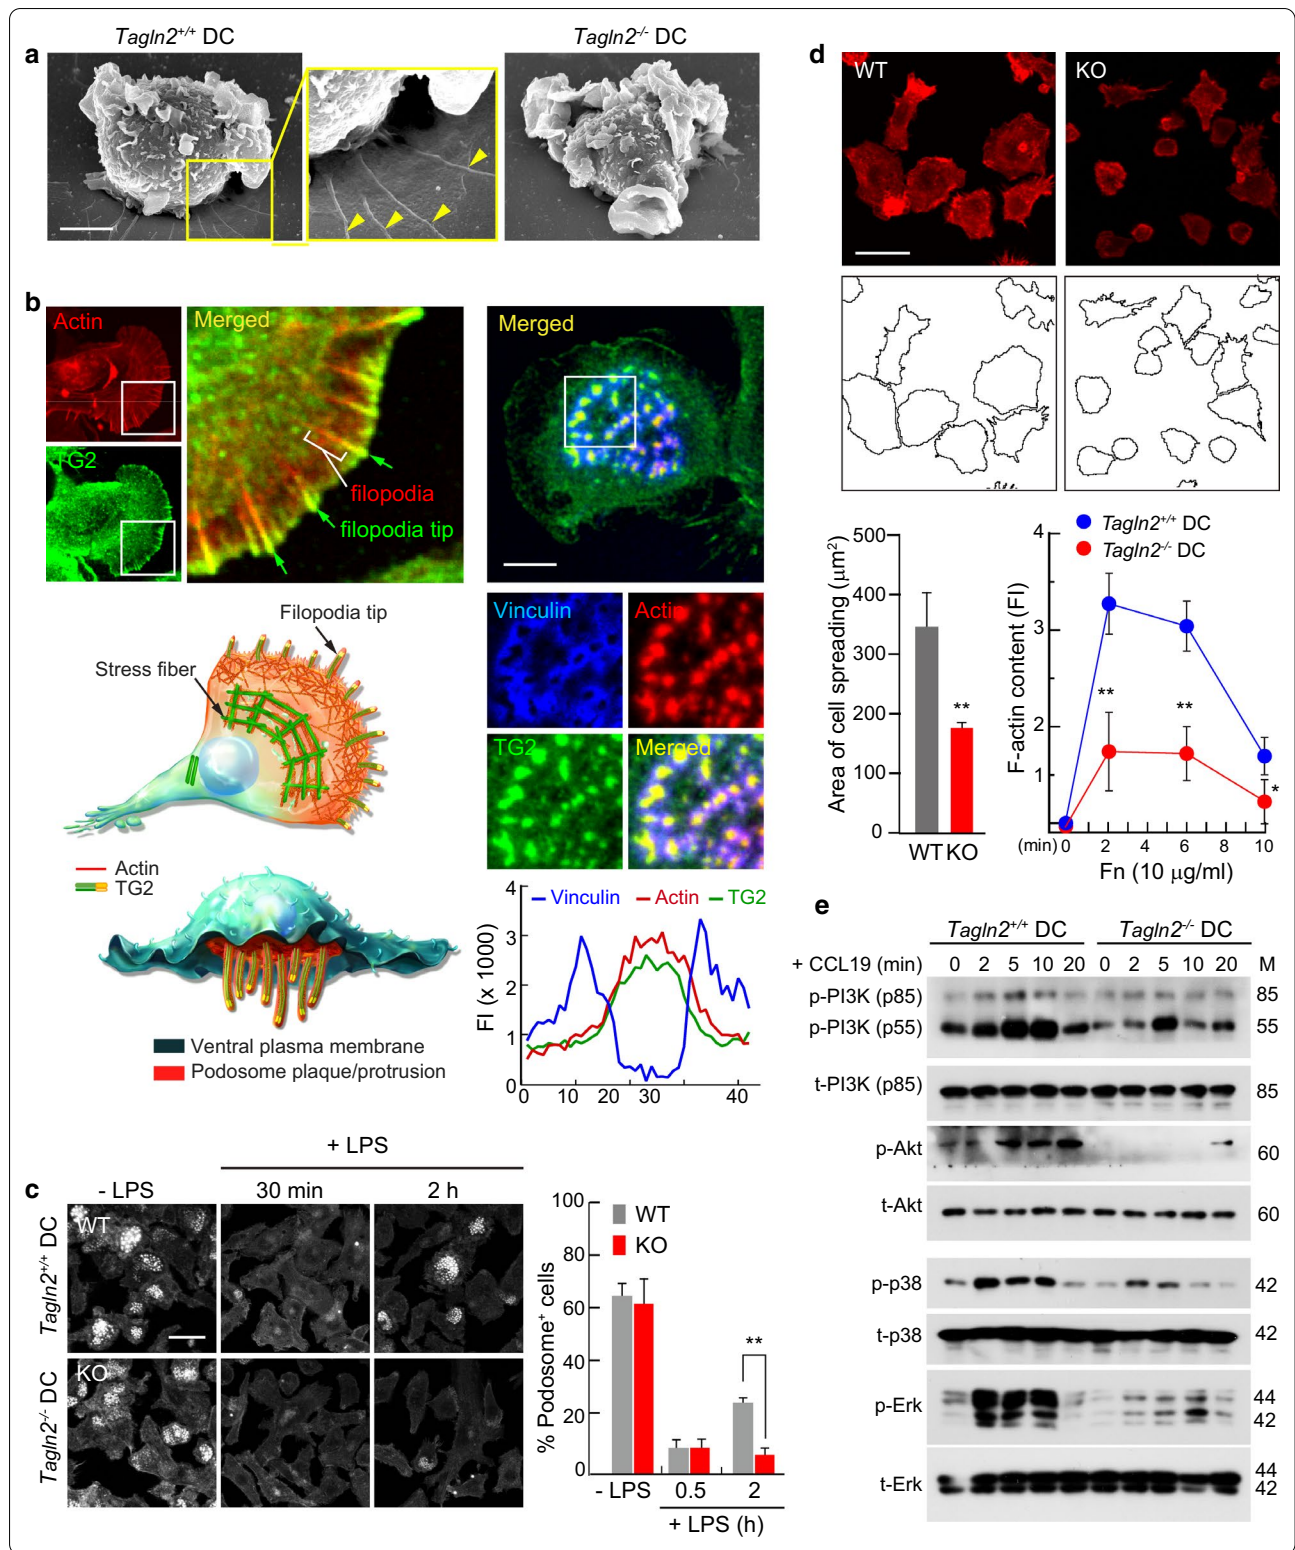 a
Tagln2+/+ DC
Tagln2-/- DC
b
Actin
TG2
Merged
filopodia
filopodia tip
Merged
Vinculin
Actin
TG2
Merged
Filopodia tip
Stress fiber
Actin
TG2
Ventral plasma membrane
Podosome plaque/protrusion
4
3
2
1
0
FI (x 1000)
Vinculin
Actin
TG2
0 10 20 30 40
c
+ LPS
- LPS
30 min
2 h
Tagln2+/+ DC
WT
Tagln2-/- DC
KO
100
80
60
40
20
0
% Podosome+ cells
WT
KO
**
- LPS 0.5 2
+ LPS (h)
d
WT
KO
500
400
300
200
100
0
Area of cell spreading (μm2)
**
WT KO
4
3
2
1
F-actin content (FI)
Tagln2+/+ DC
Tagln2-/- DC
**
**
*
(min) 0 2 4 6 8 10
Fn (10 μg/ml)
e
Tagln2+/+ DC
Tagln2-/- DC
+ CCL19 (min) 0 2 5 10 20 0 2 5 10 20 M
p-PI3K (p85) 85
p-PI3K (p55) 55
t-PI3K (p85) 85
p-Akt 60
t-Akt 60
p-p38 42
t-p38 42
p-Erk 44
42
t-Erk 44
42